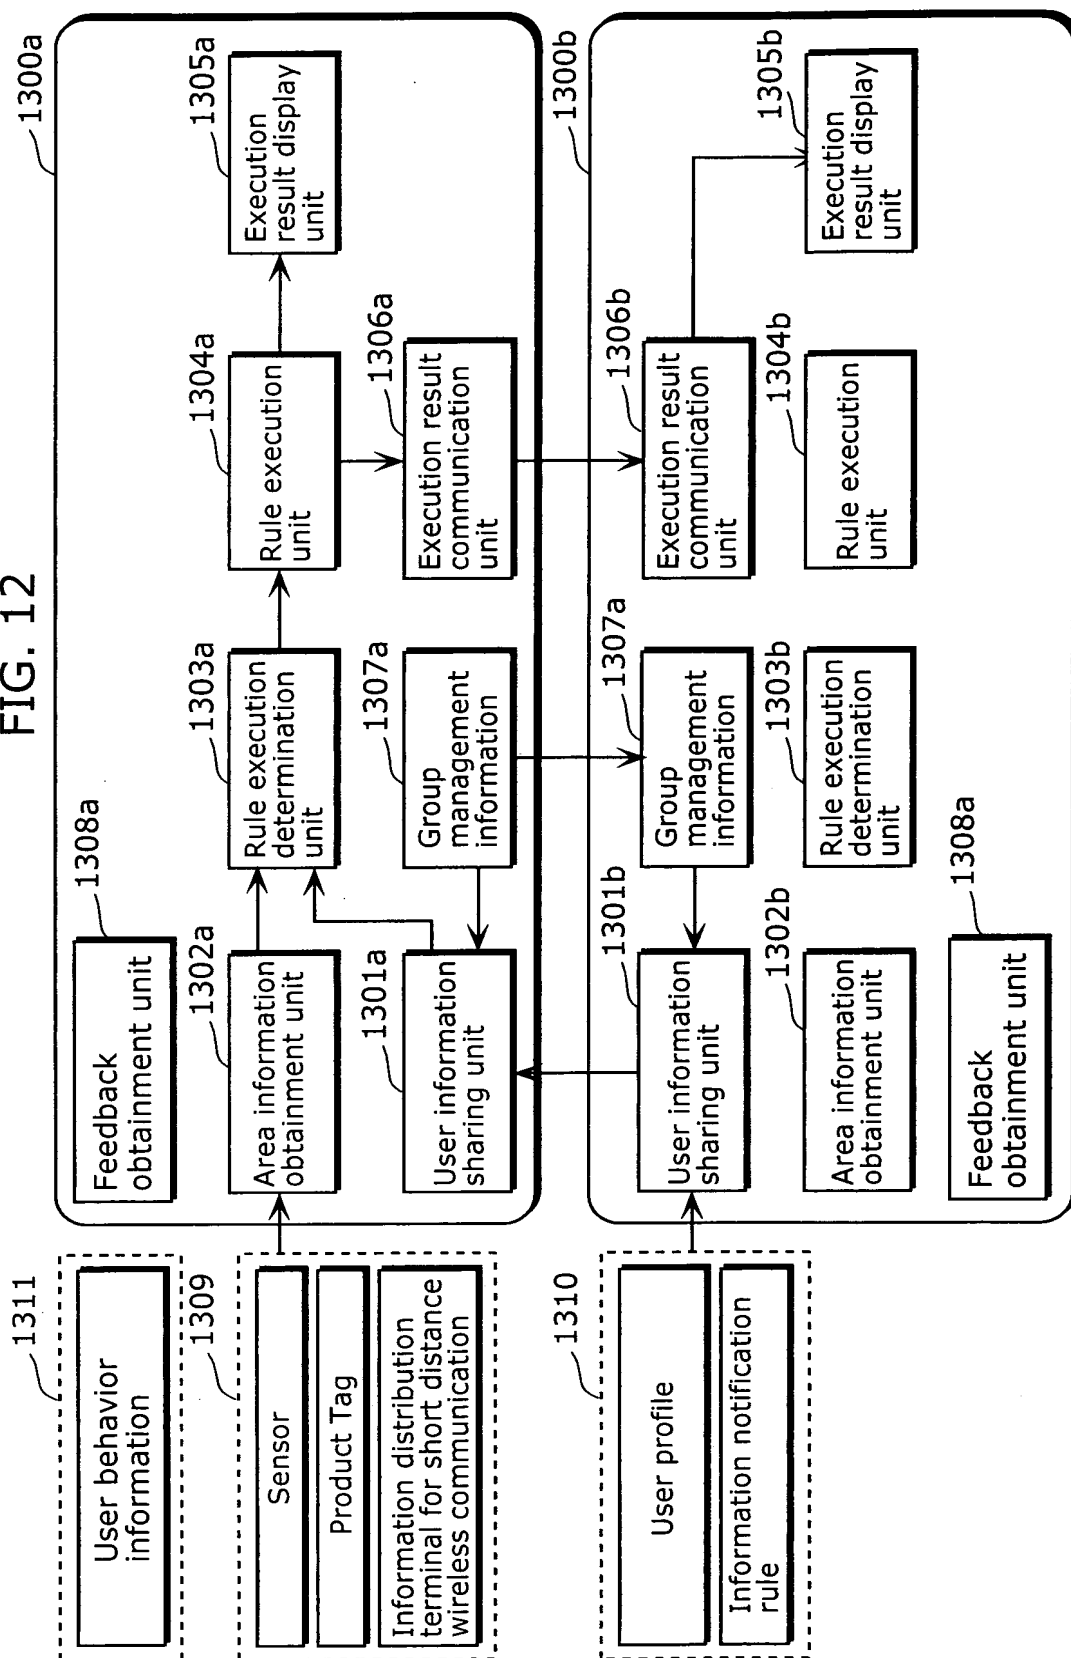 FIG. 12
1311
User behavior
information
1309
Sensor
Product Tag
Information distribution
terminal for short distance
wireless communication
1310
User profile
Information notification
rule
1300a
1308a
Feedback
obtainment unit
1302a
Area information
obtainment unit
1303a
Rule execution
determination
unit
1304a
Rule execution
unit
1305a
Execution
result display
unit
1301a
User information
sharing unit
1307a
Group
management
information
1306a
Execution result
communication
unit
1300b
1301b
User information
sharing unit
1307a
Group
management
information
1306b
Execution result
communication
unit
1305b
Execution
result display
unit
1302b
Area information
obtainment unit
1303b
Rule execution
determination
unit
1304b
Rule execution
unit
1308a
Feedback
obtainment unit